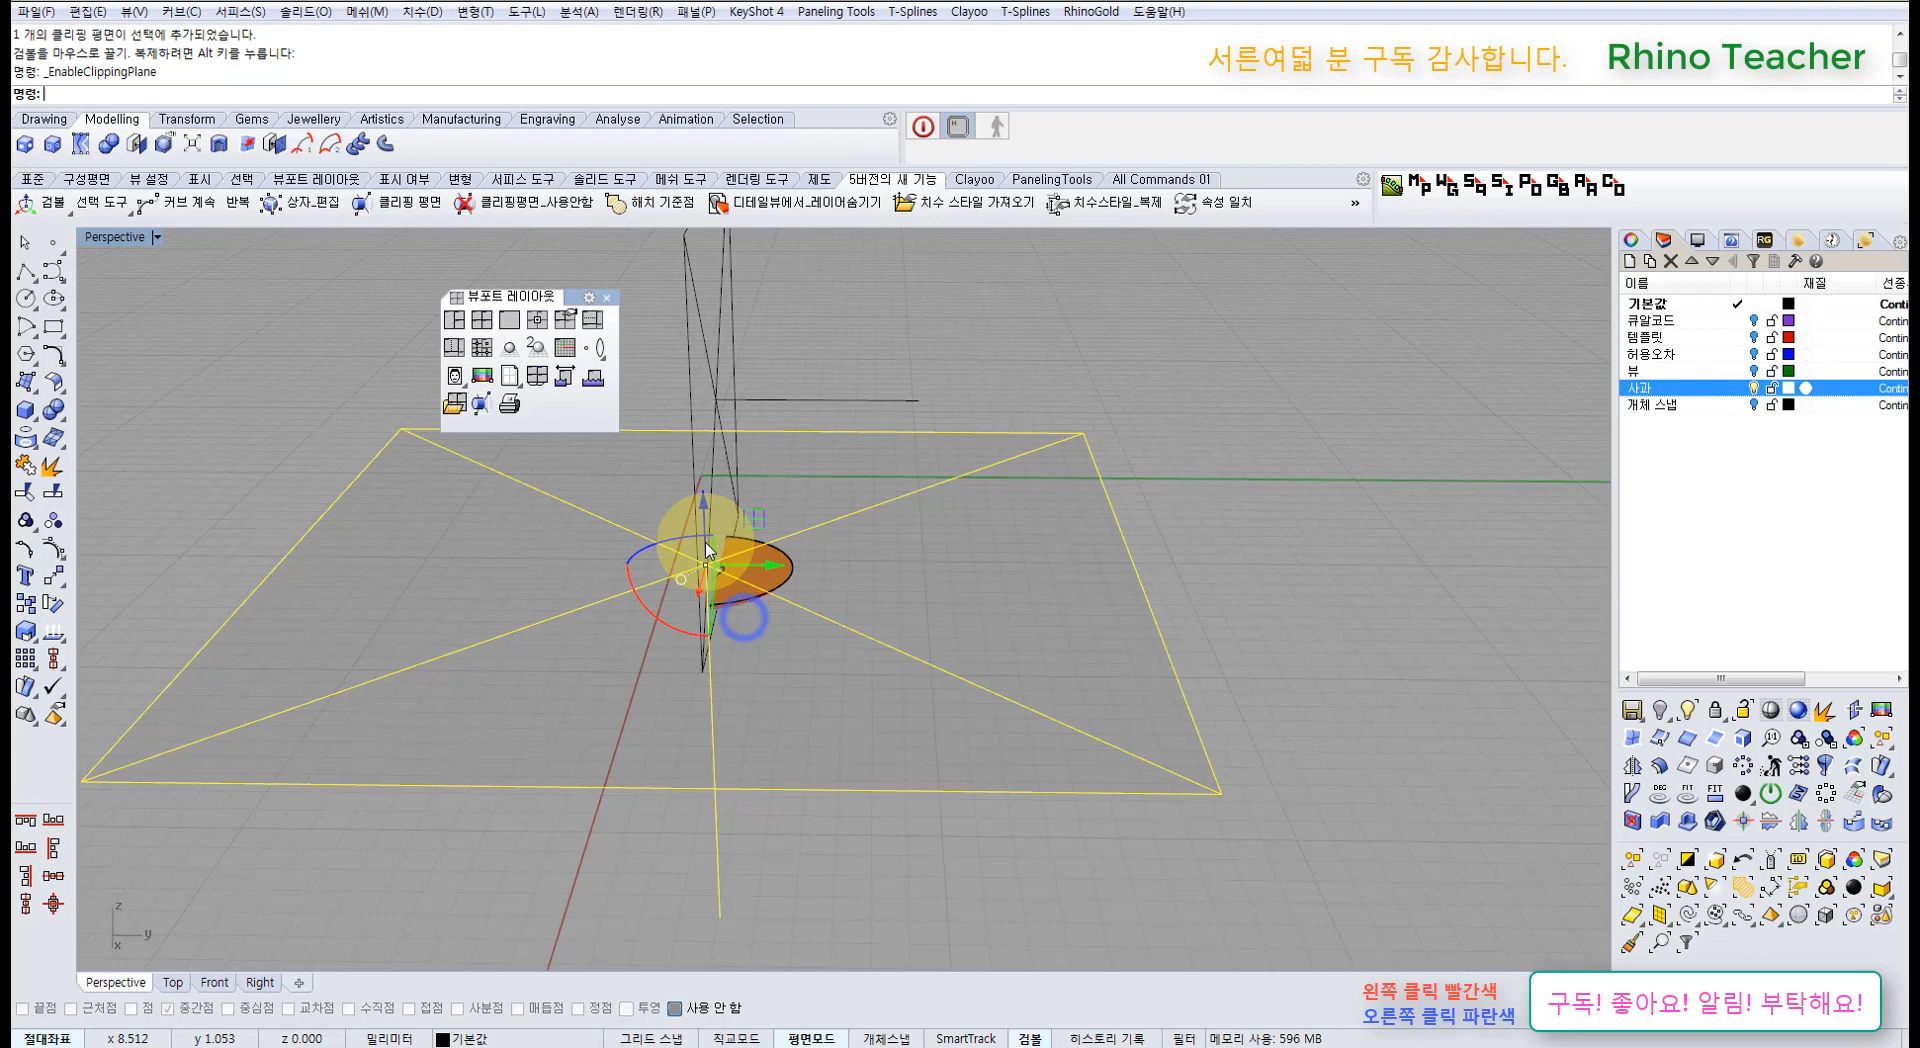 파일(F) 편집(E) 뷰(V) 커브(C) 서피스(S) 솔리드(O) 메쉬(M) 치수(D) 변형(T) 도구(L) 분석(A) 렌더링(R) 패널(P) KeyShot 4 Paneling Tools T-Splines Clayoo T-Splines RhinoGold 도움말(H)
1 개의 클리핑 평면이 선택에 추가되었습니다.
검볼을 마우스로 끌기. 복제하려면 Alt 키를 누릅니다:
명령: _EnableClippingPlane
명령:
서른여덟 분 구독 감사합니다. Rhino Teacher
Drawing Modelling Transform Gems Jewellery Artistics Manufacturing Engraving Analyse Animation Selection
표준 구성평면 뷰 설정 표시 선택 뷰포트 레이아웃 표시 여부 변형 서피스 도구 솔리드 도구 메쉬 도구 렌더링 도구 제도 5버전의 새 기능 Clayoo PanelingTools All Commands 01
검볼 선택 도구 커브 계속 반복 상자_편집 클리핑 평면 클리핑평면_사용안함 해치 기준점 디테일뷰에서_레이어숨기기 치수 스타일 가져오기 치수스타일_복제 속성 일치 »
Perspective
뷰포트 레이아웃
이름 재질 선종
기본값 Conti
큐알코드 Contin
템플릿 Contin
허용오차 Contin
뷰 Contin
사과 Contin
개체 스냅 Contin
DEG FIT FIT
z
y
x
Perspective Top Front Right
끝점 근처점 점 중간점 중심점 교차점 수직점 접점 사분점 매듭점 정점 투영 사용 안 함
왼쪽 클릭 빨간색
오른쪽 클릭 파란색
구독! 좋아요! 알림! 부탁해요!
절대좌표 x 8.512 y 1.053 z 0.000 밀리미터 기본값 그리드 스냅 직교모드 평면모드 개체스냅 SmartTrack 검볼 히스토리 기록 필터 메모리 사용: 596 MB